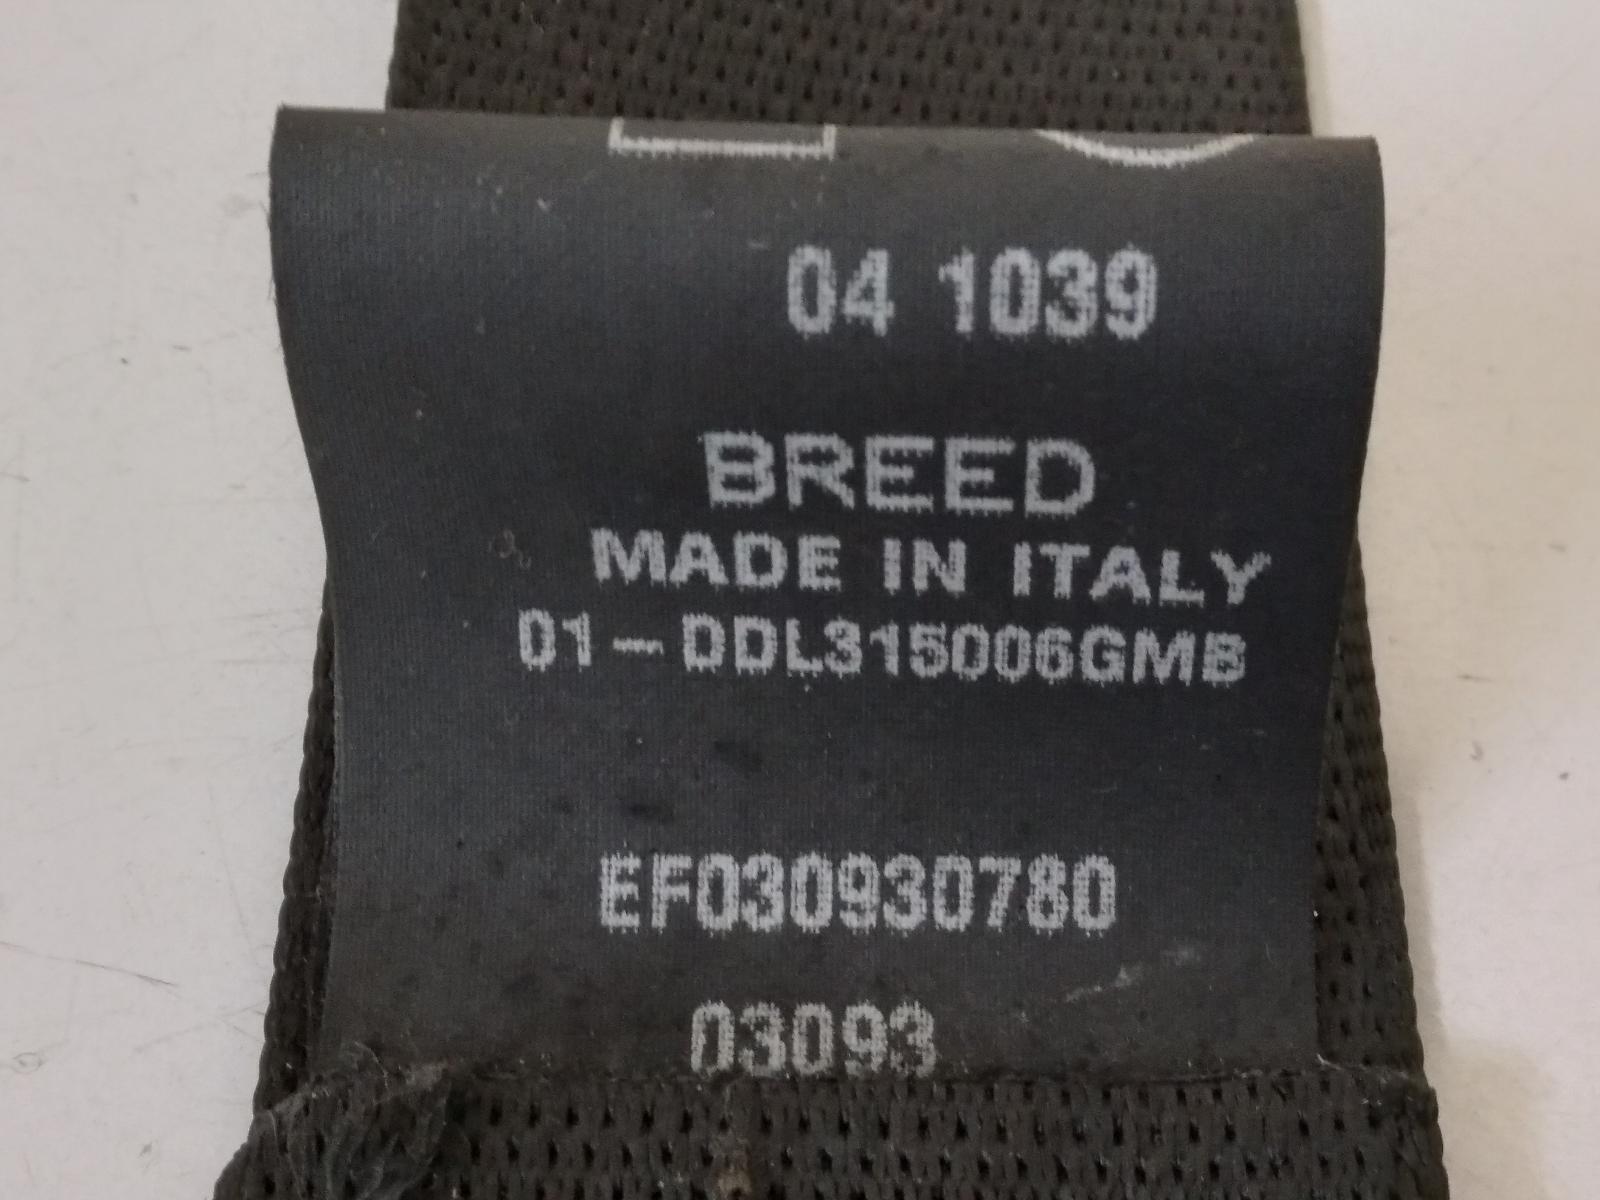 04 1039
BREED
MADE IN ITALY
01-DDL315006GMB
EF030930780
03093